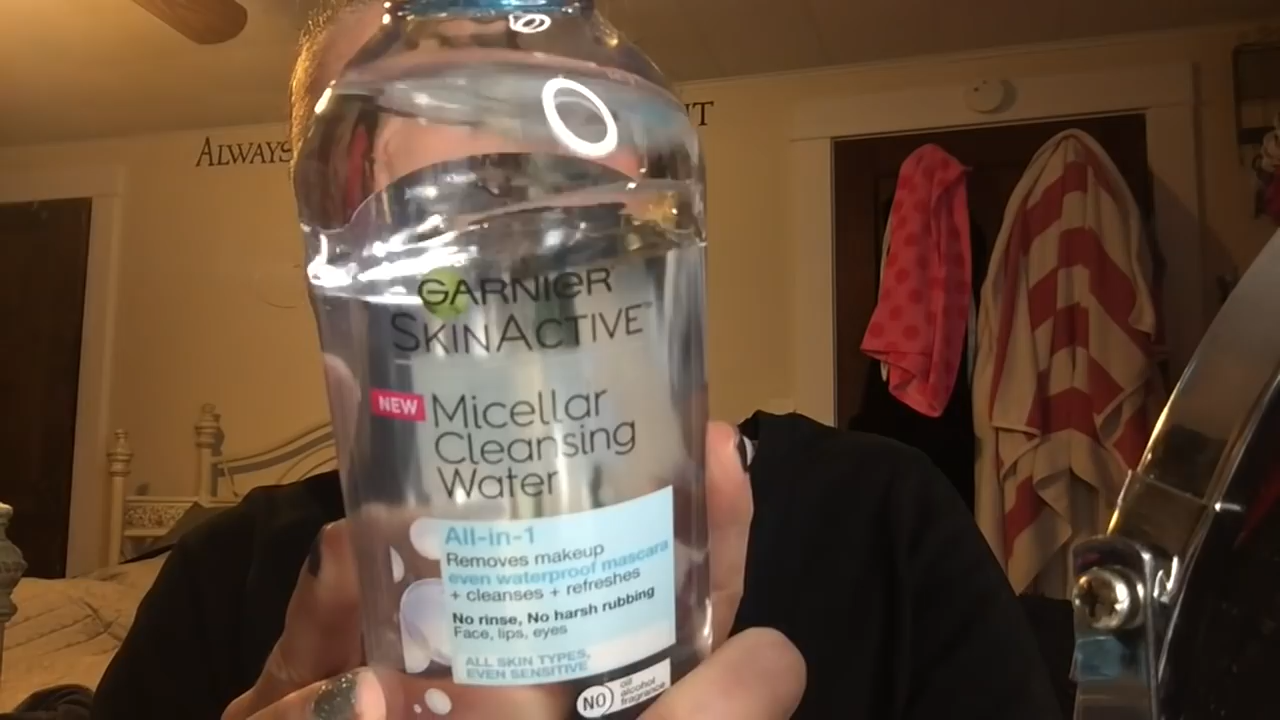 ALWAYS
GARNIER
SKINACTIVE™
NEW
Micellar
Cleansing
Water
All-in-1
Removes makeup
even waterproof mascara
+ cleanses + refreshes
No rinse, No harsh rubbing
Face, lips, eyes
ALL SKIN TYPES,
EVEN SENSITIVE
NO
oil
alcohol
fragrance